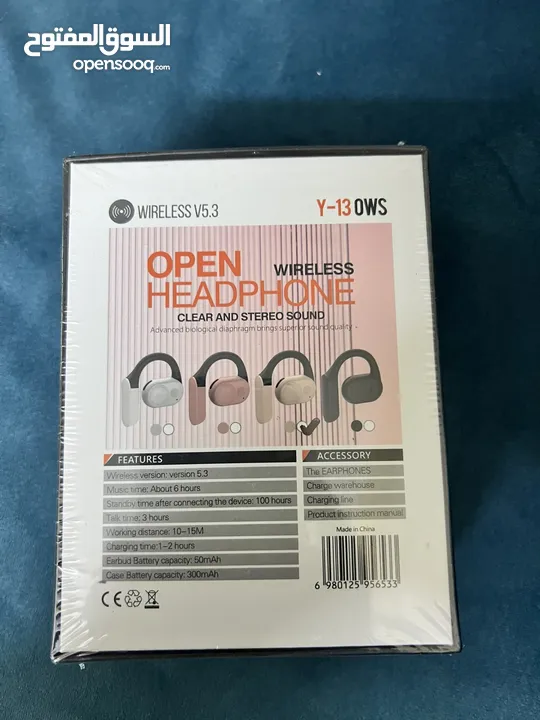 السوق المفتوح
opensooq.com
WIRELESS V5.3
Y-13 OWS
OPEN WIRELESS
HEADPHONE
CLEAR AND STEREO SOUND
Advanced biological diaphragm brings superior sound quality
FEATURES
Wireless version: version 5.3
Music time: About 6 hours
Standby time after connecting the device: 100 hours
Talk time: 3 hours
Working distance: 10-15M
Charging time: 1-2 hours
Earbud Battery capacity: 50mAh
Case Battery capacity: 300mAh
ACCESSORY
The EARPHONES
Charge warehouse
Charging line
Product instruction manual
Made in China
6 980125 956533
CE